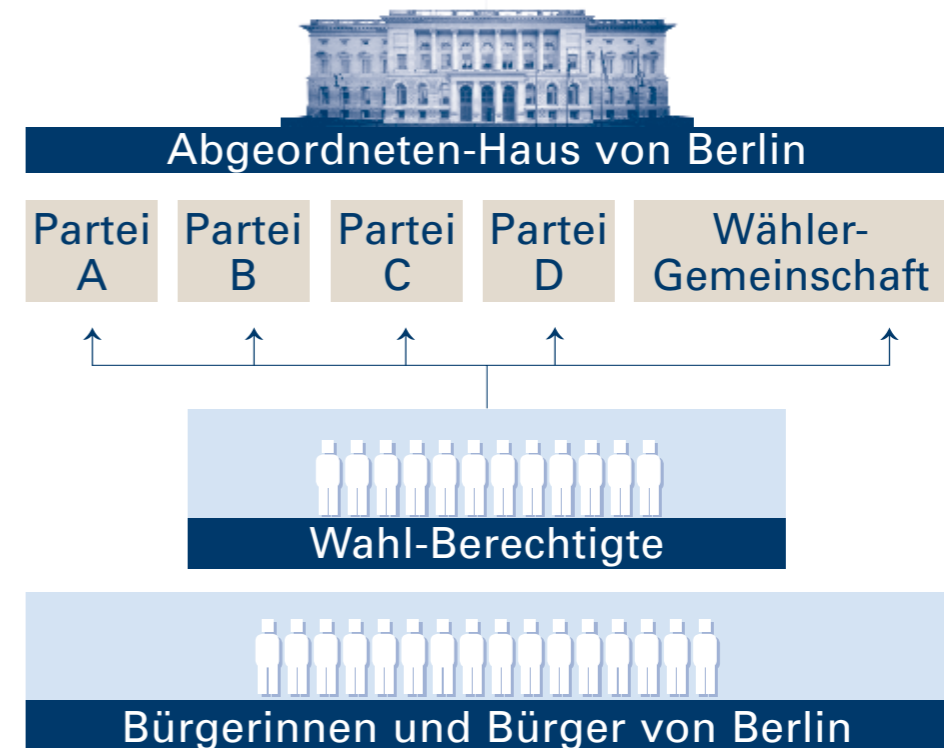 Abgeordneten-Haus von Berlin
Partei
A
Partei
B
Partei
C
Partei
D
Wähler-
Gemeinschaft
Wahl-Berechtigte
Bürgerinnen und Bürger von Berlin